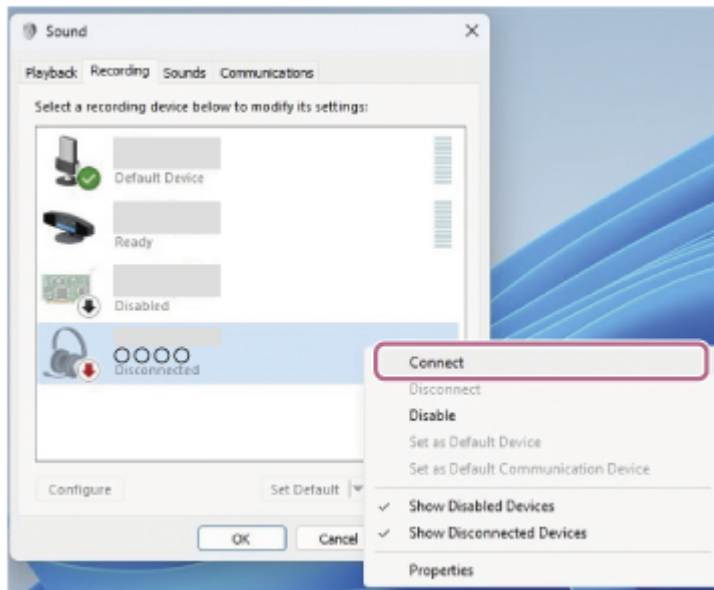 Sound
Playback Recording Sounds Communications
Select a recording device below to modify its settings:
Default Device
Ready
Disabled
OOOO
Disconnected
Connect
Disconnect
Disable
Set as Default Device
Set as Default Communication Device
Configure
Set Default
Show Disabled Devices
Show Disconnected Devices
OK
Cancel
Properties